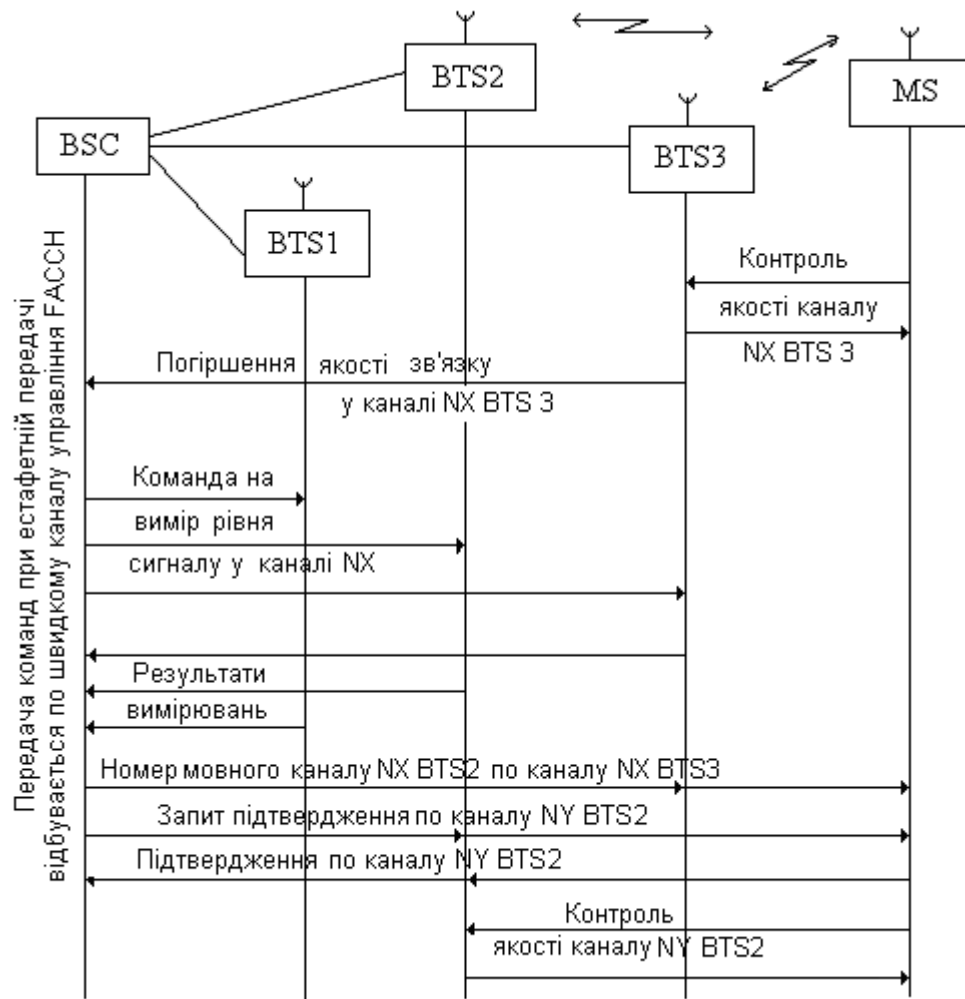 BTS2
MS
BSC
BTS3
BTS1
Передача команд при естафетній передачі
відбувається по швидкому каналу управління FACCH
Контроль
якості каналу
NX BTS 3
Погіршення якості зв'язку
у каналі NX BTS 3
Команда на
вимір рівня
сигналу у каналі NX
Результати
вимірювань
Номер мовного каналу NX BTS2 по каналу NX BTS3
Запит підтвердження по каналу NY BTS2
Підтвердження по каналу NY BTS2
Контроль
якості каналу NY BTS2